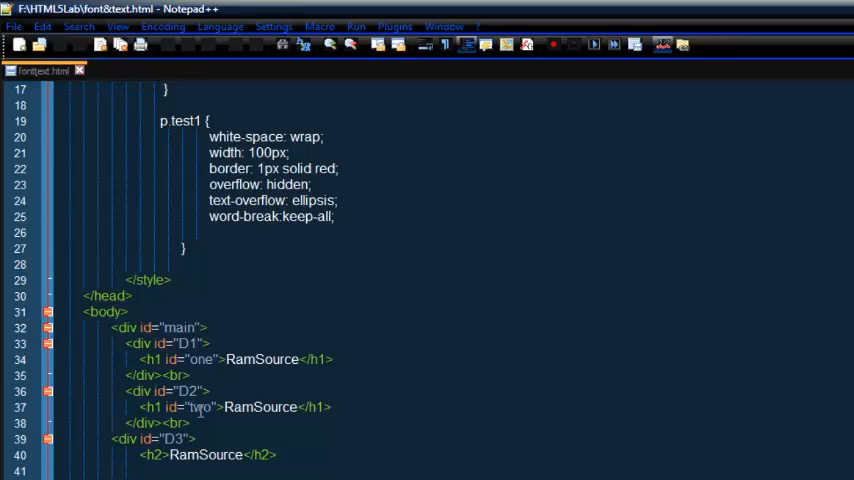 F:\HTML5Lab\font&text.html - Notepad++
File Edit Search View Encoding Language Settings Macro Run Plugins Window ?
font&text.html
17 }
18
19 p.test1 {
20 white-space: wrap;
21 width: 100px;
22 border: 1px solid red;
23 overflow: hidden;
24 text-overflow: ellipsis;
25 word-break:keep-all;
26
27 }
28
29 </style>
30 </head>
31 <body>
32 <div id="main">
33 <div id="D1">
34 <h1 id="one">RamSource</h1>
35 </div><br>
36 <div id="D2">
37 <h1 id="two">RamSource</h1>
38 </div><br>
39 <div id="D3">
40 <h2>RamSource</h2>
41